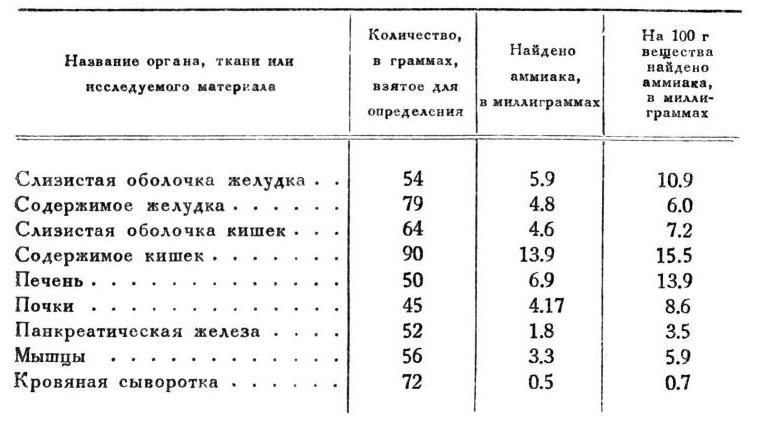 Название органа, ткани или исследуемого материала
Количество, в граммах, взятое для определения
Найдено аммиака, в миллиграммах
На 100 г вещества найдено аммиака, в милли-граммах
Слизистая оболочка желудка . . 54 5.9 10.9
Содержимое желудка . . . . . . 79 4.8 6.0
Слизистая оболочка кишек . . . 64 4.6 7.2
Содержимое кишек . . . . . . . 90 13.9 15.5
Печень . . . . . . . . . . . . . 50 6.9 13.9
Почки . . . . . . . . . . . . . 45 4.17 8.6
Панкреатическая железа . . . . 52 1.8 3.5
Мышцы . . . . . . . . . . . . 56 3.3 5.9
Кровяная сыворотка . . . . . . 72 0.5 0.7